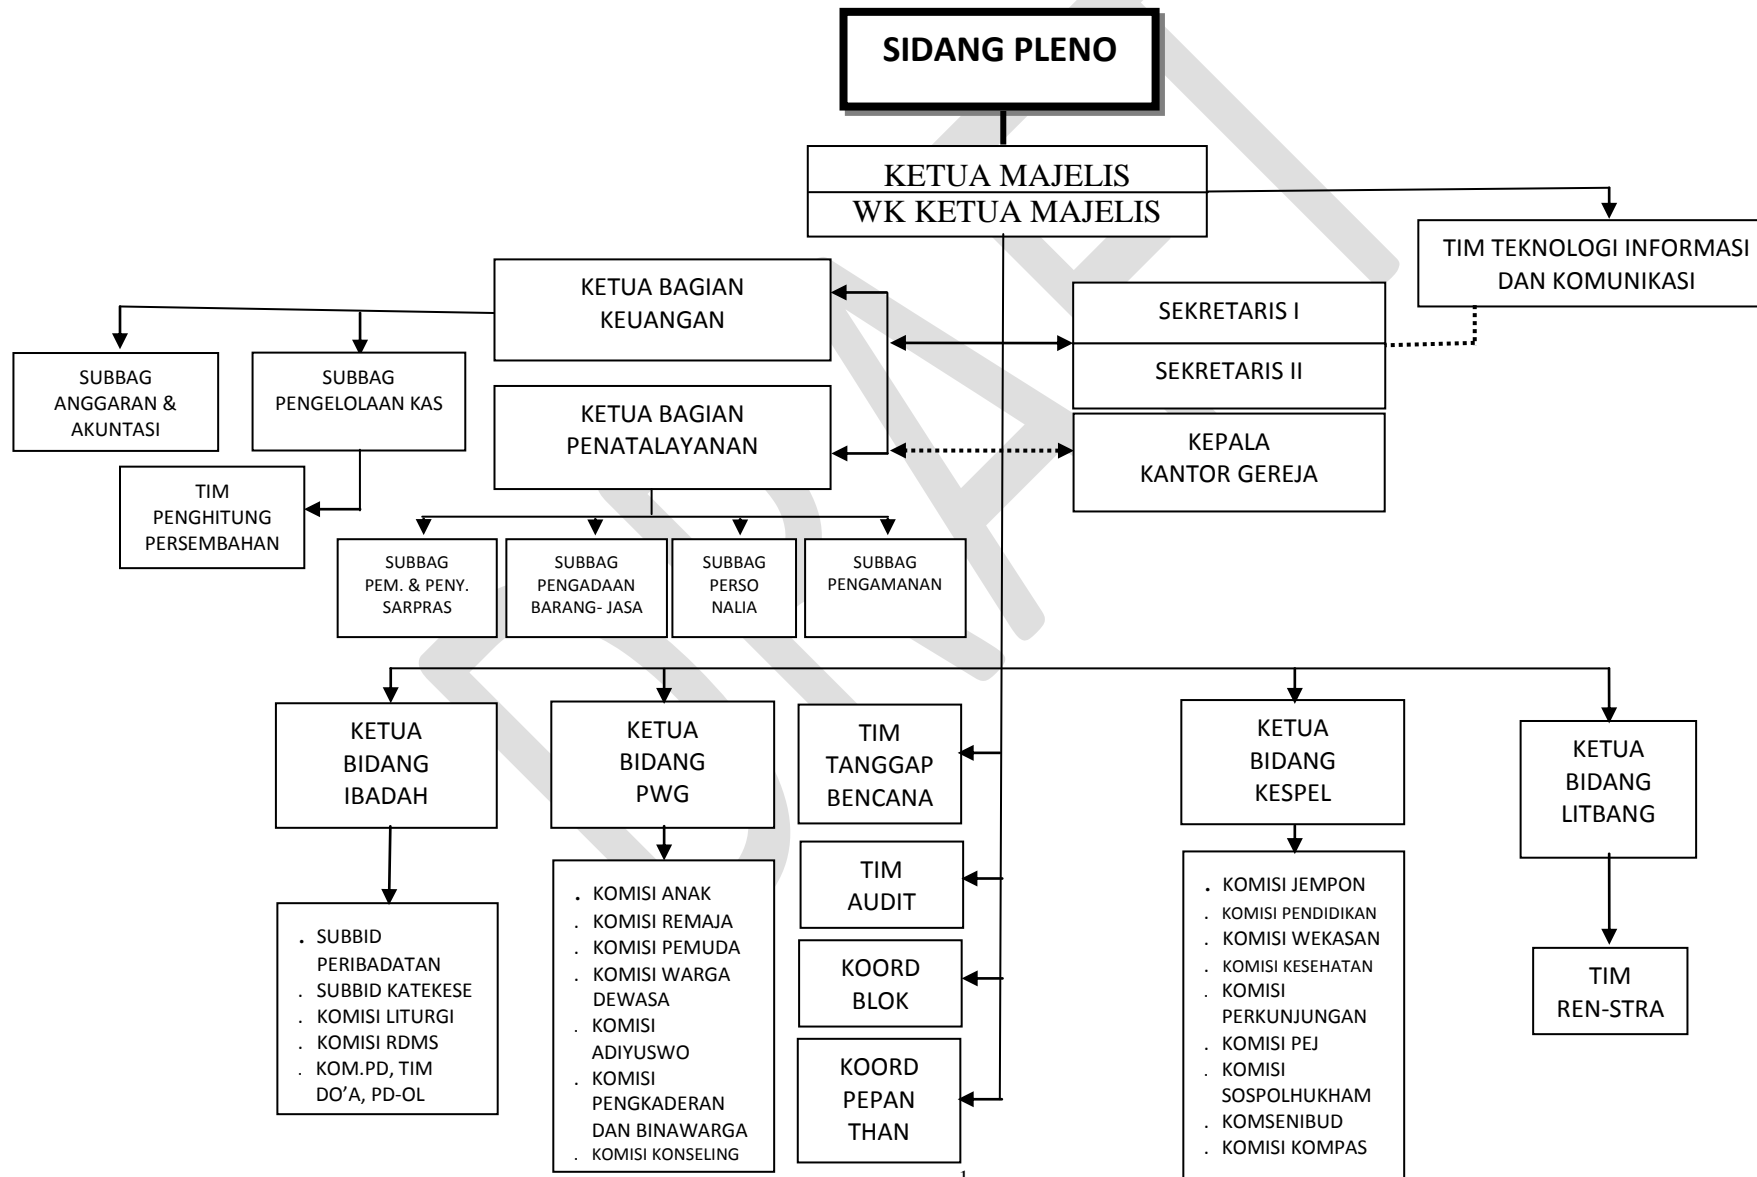 SIDANG PLENO
KETUA MAJELIS
WK KETUA MAJELIS
TIM TEKNOLOGI INFORMASI
DAN KOMUNIKASI
KETUA BAGIAN
KEUANGAN
SEKRETARIS I
SEKRETARIS II
SUBBAG
ANGGARAN &
AKUNTASI
SUBBAG
PENGELOLAAN KAS
KETUA BAGIAN
PENATALAYANAN
KEPALA
KANTOR GEREJA
TIM
PENGHITUNG
PERSEMBAHAN
SUBBAG
PEM. & PENY.
SARPRAS
SUBBAG
PENGADAAN
BARANG- JASA
SUBBAG
PERSO
NALIA
SUBBAG
PENGAMANAN
KETUA
BIDANG
IBADAH
KETUA
BIDANG
PWG
TIM
TANGGAP
BENCANA
KETUA
BIDANG
KESPEL
KETUA
BIDANG
LITBANG
. SUBBID
PERIBADATAN
. SUBBID KATEKESE
. KOMISI LITURGI
. KOMISI RDMS
. KOM.PD, TIM
DO’A, PD-OL
. KOMISI ANAK
. KOMISI REMAJA
. KOMISI PEMUDA
. KOMISI WARGA
DEWASA
. KOMISI
ADIYUSWO
. KOMISI
PENGKADERAN
DAN BINAWARGA
. KOMISI KONSELING
TIM
AUDIT
KOORD
BLOK
KOORD
PEPAN
THAN
. KOMISI JEMPON
. KOMISI PENDIDIKAN
. KOMISI WEKASAN
. KOMISI KESEHATAN
. KOMISI
PERKUNJUNGAN
. KOMISI PEJ
. KOMISI
SOSPOLHUKHAM
. KOMSENIBUD
. KOMISI KOMPAS
TIM
REN-STRA
DRAFT
1